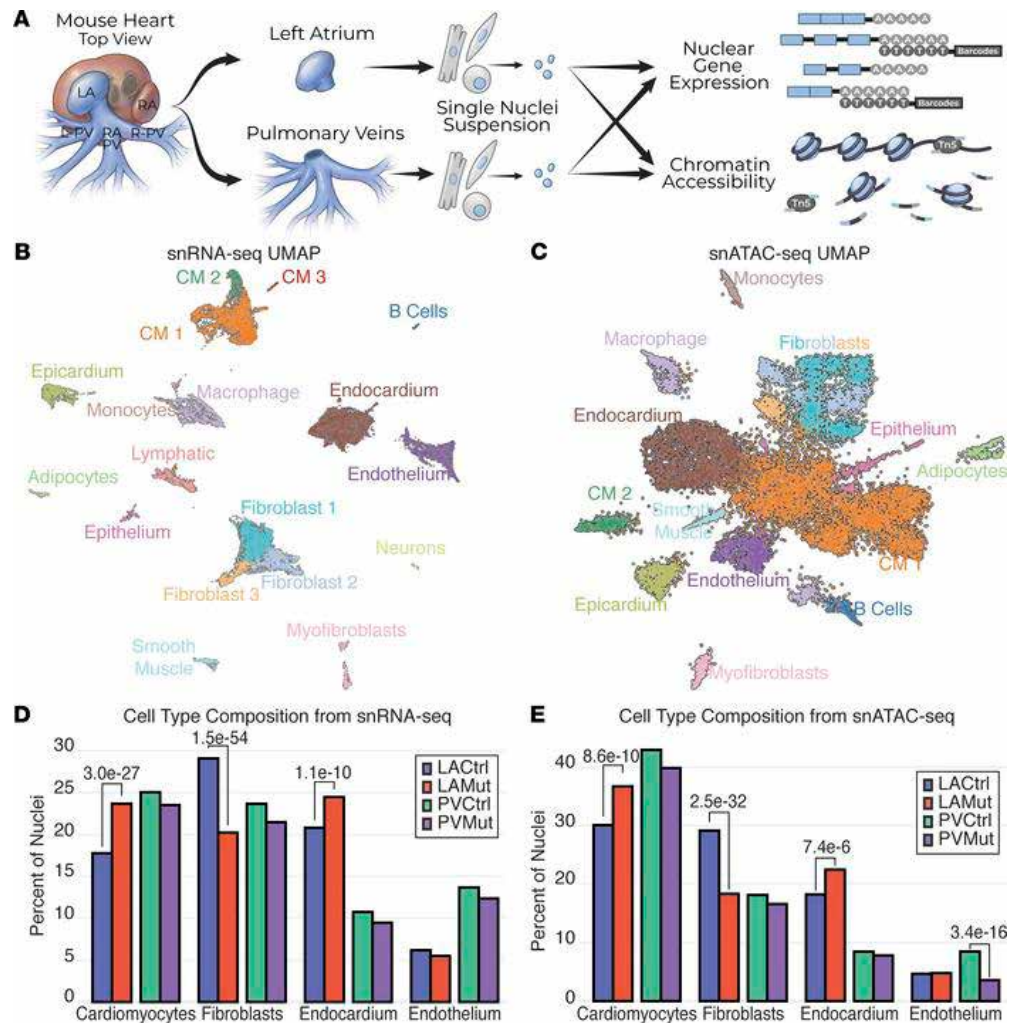 A
Mouse Heart
Top View
LA
RA
L-PV
RA
PV
R-PV
Left Atrium
Pulmonary Veins
Single Nuclei
Suspension
Nuclear
Gene
Expression
Chromatin
Accessibility
AAAAA
AAAAAA
TTTTTT Barcodes
AAAAA
AAAAAA
TTTTTT Barcodes
Tn5
Tn5
B
snRNA-seq UMAP
CM 2
CM 3
CM 1
B Cells
Epicardium
Macrophage
Monocytes
Endocardium
Lymphatic
Endothelium
Adipocytes
Epithelium
Fibroblast 1
Neurons
Fibroblast 2
Fibroblast 3
Myofibroblasts
Smooth
Muscle
C
snATAC-seq UMAP
Monocytes
Macrophage
Fibroblasts
Endocardium
Epithelium
Adipocytes
CM 2
Smooth
Muscle
CM 1
Endothelium
Epicardium
B Cells
Myofibroblasts
D
Cell Type Composition from snRNA-seq
Percent of Nuclei
30
25
20
15
10
5
0
3.0e-27
1.5e-54
1.1e-10
LACtrl
LAMut
PVCtrl
PVMut
Cardiomyocytes Fibroblasts Endocardium Endothelium
E
Cell Type Composition from snATAC-seq
Percent of Nuclei
40
30
20
10
0
8.6e-10
2.5e-32
7.4e-6
3.4e-16
LACtrl
LAMut
PVCtrl
PVMut
Cardiomyocytes Fibroblasts Endocardium Endothelium